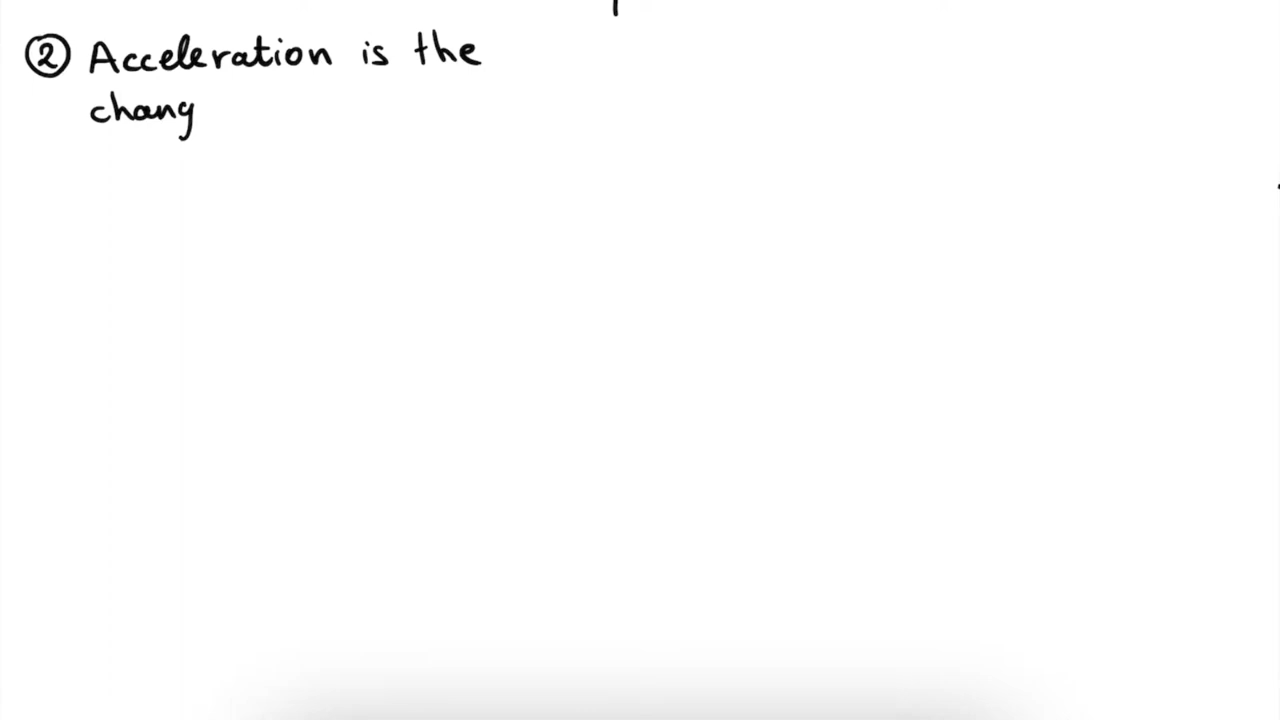 ② Acceleration is the
chang